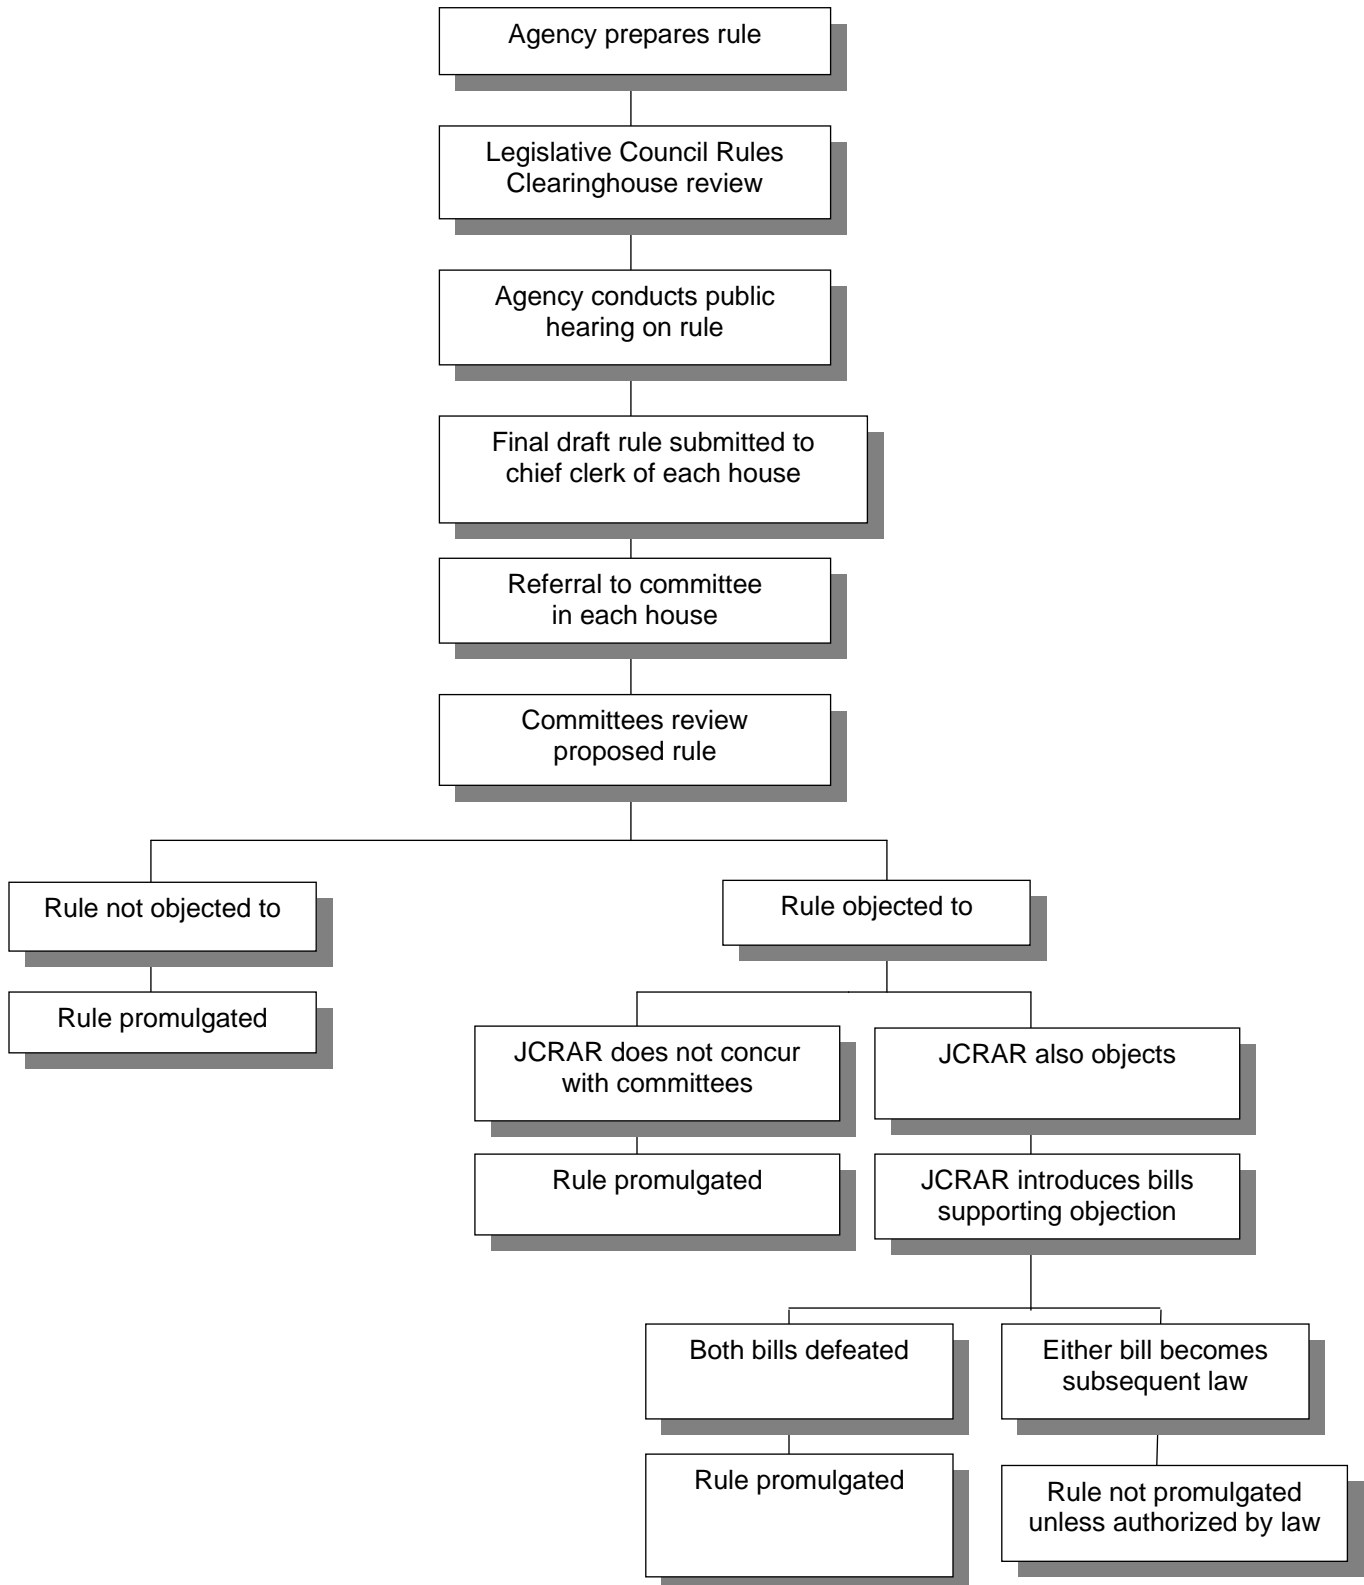 Agency prepares rule
Legislative Council Rules
Clearinghouse review
Agency conducts public
hearing on rule
Final draft rule submitted to
chief clerk of each house
Referral to committee
in each house
Committees review
proposed rule
Rule not objected to
Rule promulgated
Rule objected to
JCRAR does not concur
with committees
Rule promulgated
JCRAR also objects
JCRAR introduces bills
supporting objection
Both bills defeated
Rule promulgated
Either bill becomes
subsequent law
Rule not promulgated
unless authorized by law